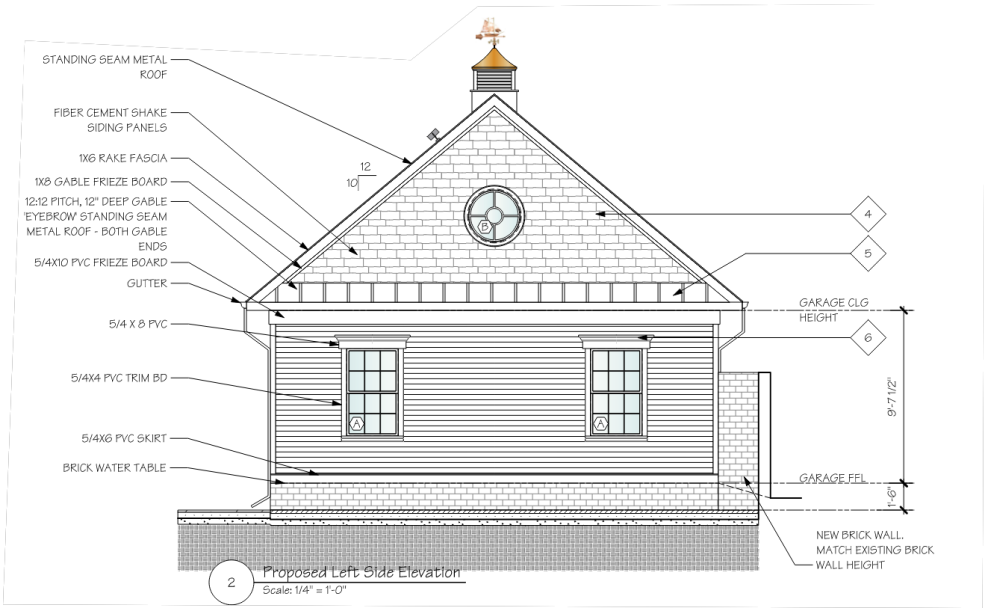 STANDING SEAM METAL
ROOF
FIBER CEMENT SHAKE
SIDING PANELS
1X6 RAKE FASCIA
1X8 GABLE FRIEZE BOARD
12:12 PITCH, 12" DEEP GABLE
'EYEBROW' STANDING SEAM
METAL ROOF - BOTH GABLE
ENDS
5/4X10 PVC FRIEZE BOARD
GUTTER
5/4 X 8 PVC
5/4X4 PVC TRIM BD
5/4X6 PVC SKIRT
BRICK WATER TABLE
12
10
B
A
A
4
5
6
GARAGE CLG
HEIGHT
9'-7 1/2"
GARAGE FFL
1'-6"
NEW BRICK WALL.
MATCH EXISTING BRICK
WALL HEIGHT
2
Proposed Left Side Elevation
Scale: 1/4" = 1'-0"